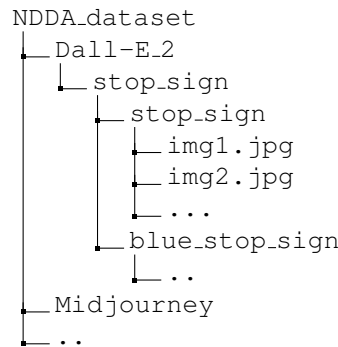 NDDA_dataset
Dall-E_2
stop_sign
stop_sign
img1.jpg
img2.jpg
...
blue_stop_sign
..
Midjourney
..